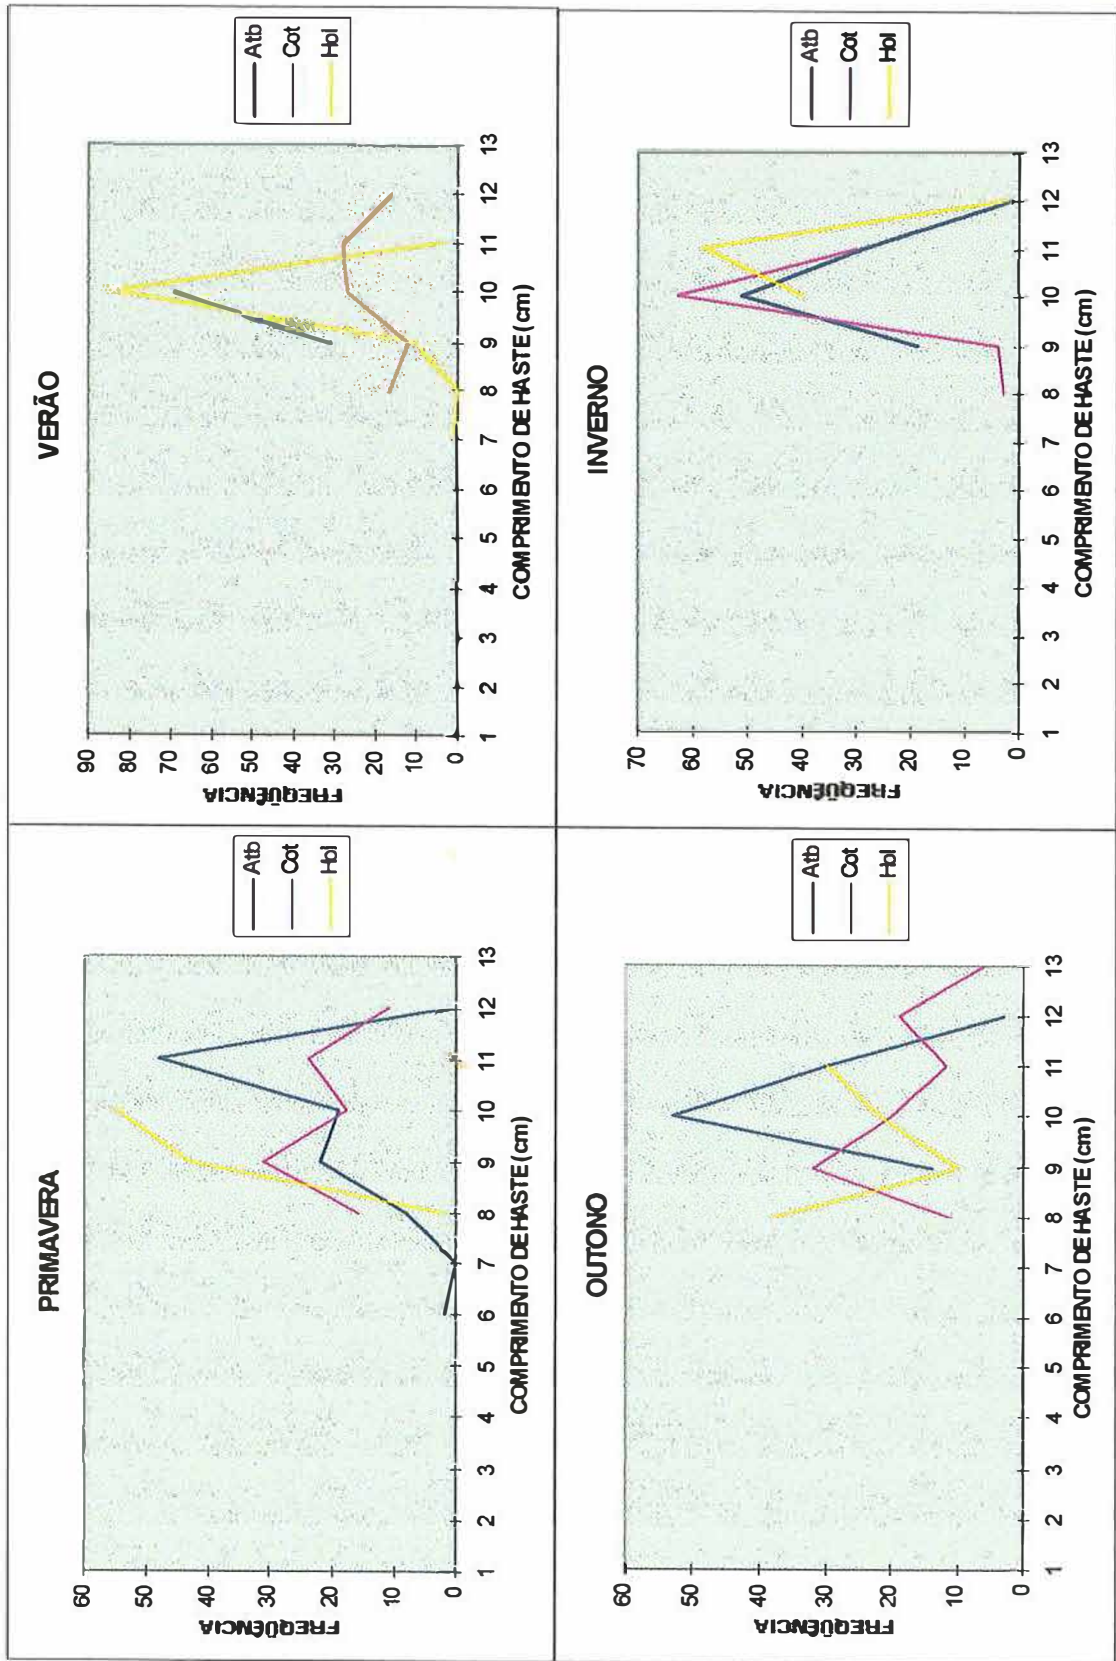 PRIMAVERA
60
50
40
30
20
10
0
FREQÜÊNCIA
1 2 3 4 5 6 7 8 9 10 11 12 13
COMPRIMENTO DE HASTE (cm)
Atb
Cot
Hol
VERÃO
90
80
70
60
50
40
30
20
10
0
FREQÜÊNCIA
1 2 3 4 5 6 7 8 9 10 11 12 13
COMPRIMENTO DE HASTE (cm)
Atb
Cot
Hol
OUTONO
60
50
40
30
20
10
0
FREQÜÊNCIA
1 2 3 4 5 6 7 8 9 10 11 12 13
COMPRIMENTO DE HASTE (cm)
Atb
Cot
Hol
INVERNO
70
60
50
40
30
20
10
0
FREQÜÊNCIA
1 2 3 4 5 6 7 8 9 10 11 12 13
COMPRIMENTO DE HASTE (cm)
Atb
Cot
Hol